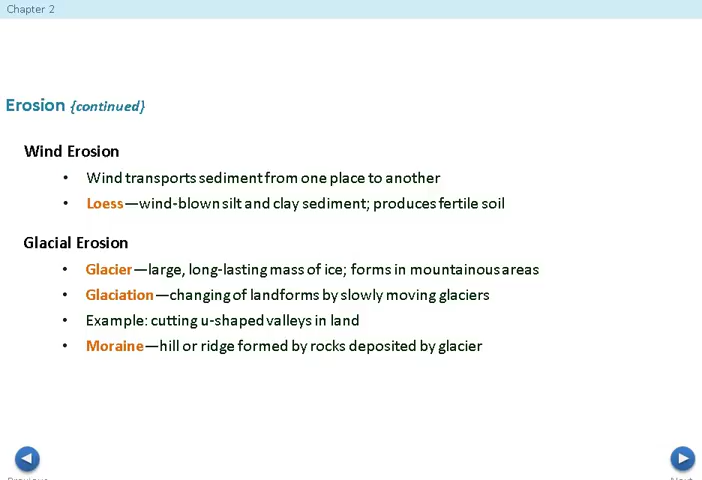 Chapter 2
Erosion {continued}
Wind Erosion
• Wind transports sediment from one place to another
• Loess—wind-blown silt and clay sediment; produces fertile soil
Glacial Erosion
• Glacier—large, long-lasting mass of ice; forms in mountainous areas
• Glaciation—changing of landforms by slowly moving glaciers
• Example: cutting u-shaped valleys in land
• Moraine—hill or ridge formed by rocks deposited by glacier
Previous
Next